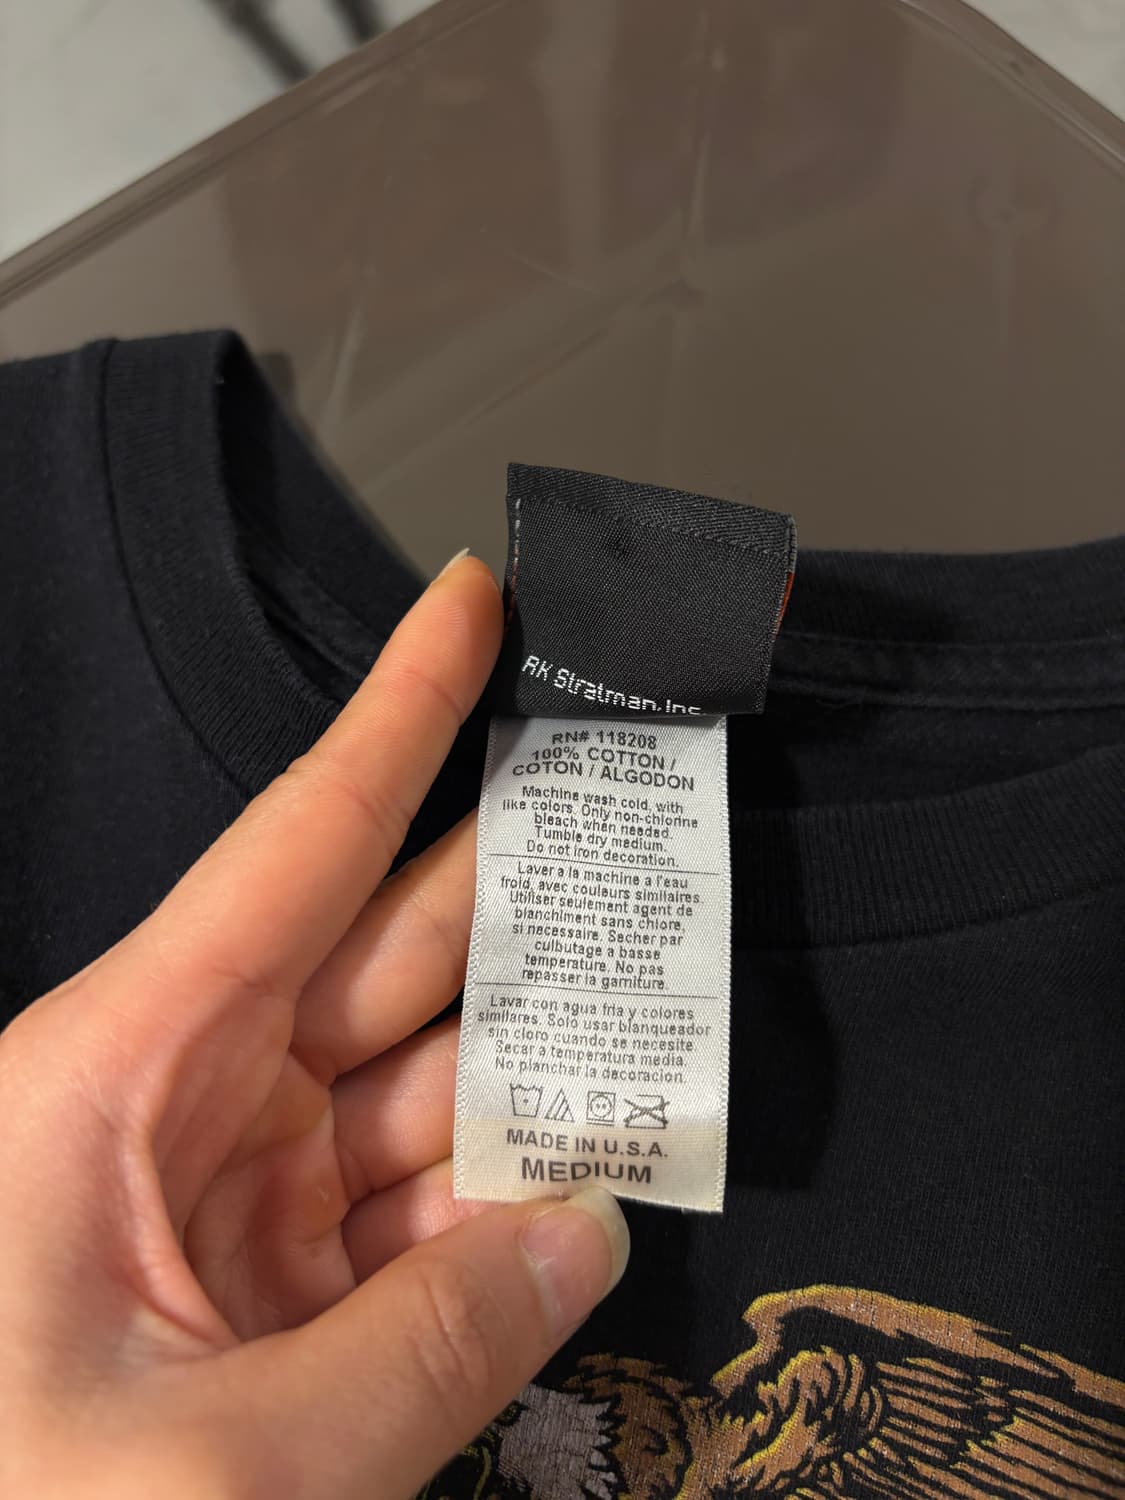 RK Stratman, Inc.
RN# 118208
100% COTTON /
COTON / ALGODON
Machine wash cold, with
like colors. Only non-chlorine
bleach when needed.
Tumble dry medium.
Do not iron decoration.
Laver a la machine a l'eau
froid, avec couleurs similaires.
Utiliser seulement agent de
blanchiment sans chlore,
si necessaire. Secher par
culbutage a basse
temperature. No pas
repasser la garniture.
Lavar con agua fria y colores
similares. Solo usar blanqueador
sin cloro cuando se necesite
Secar a temperatura media.
No planchar la decoracion.
MADE IN U.S.A.
MEDIUM